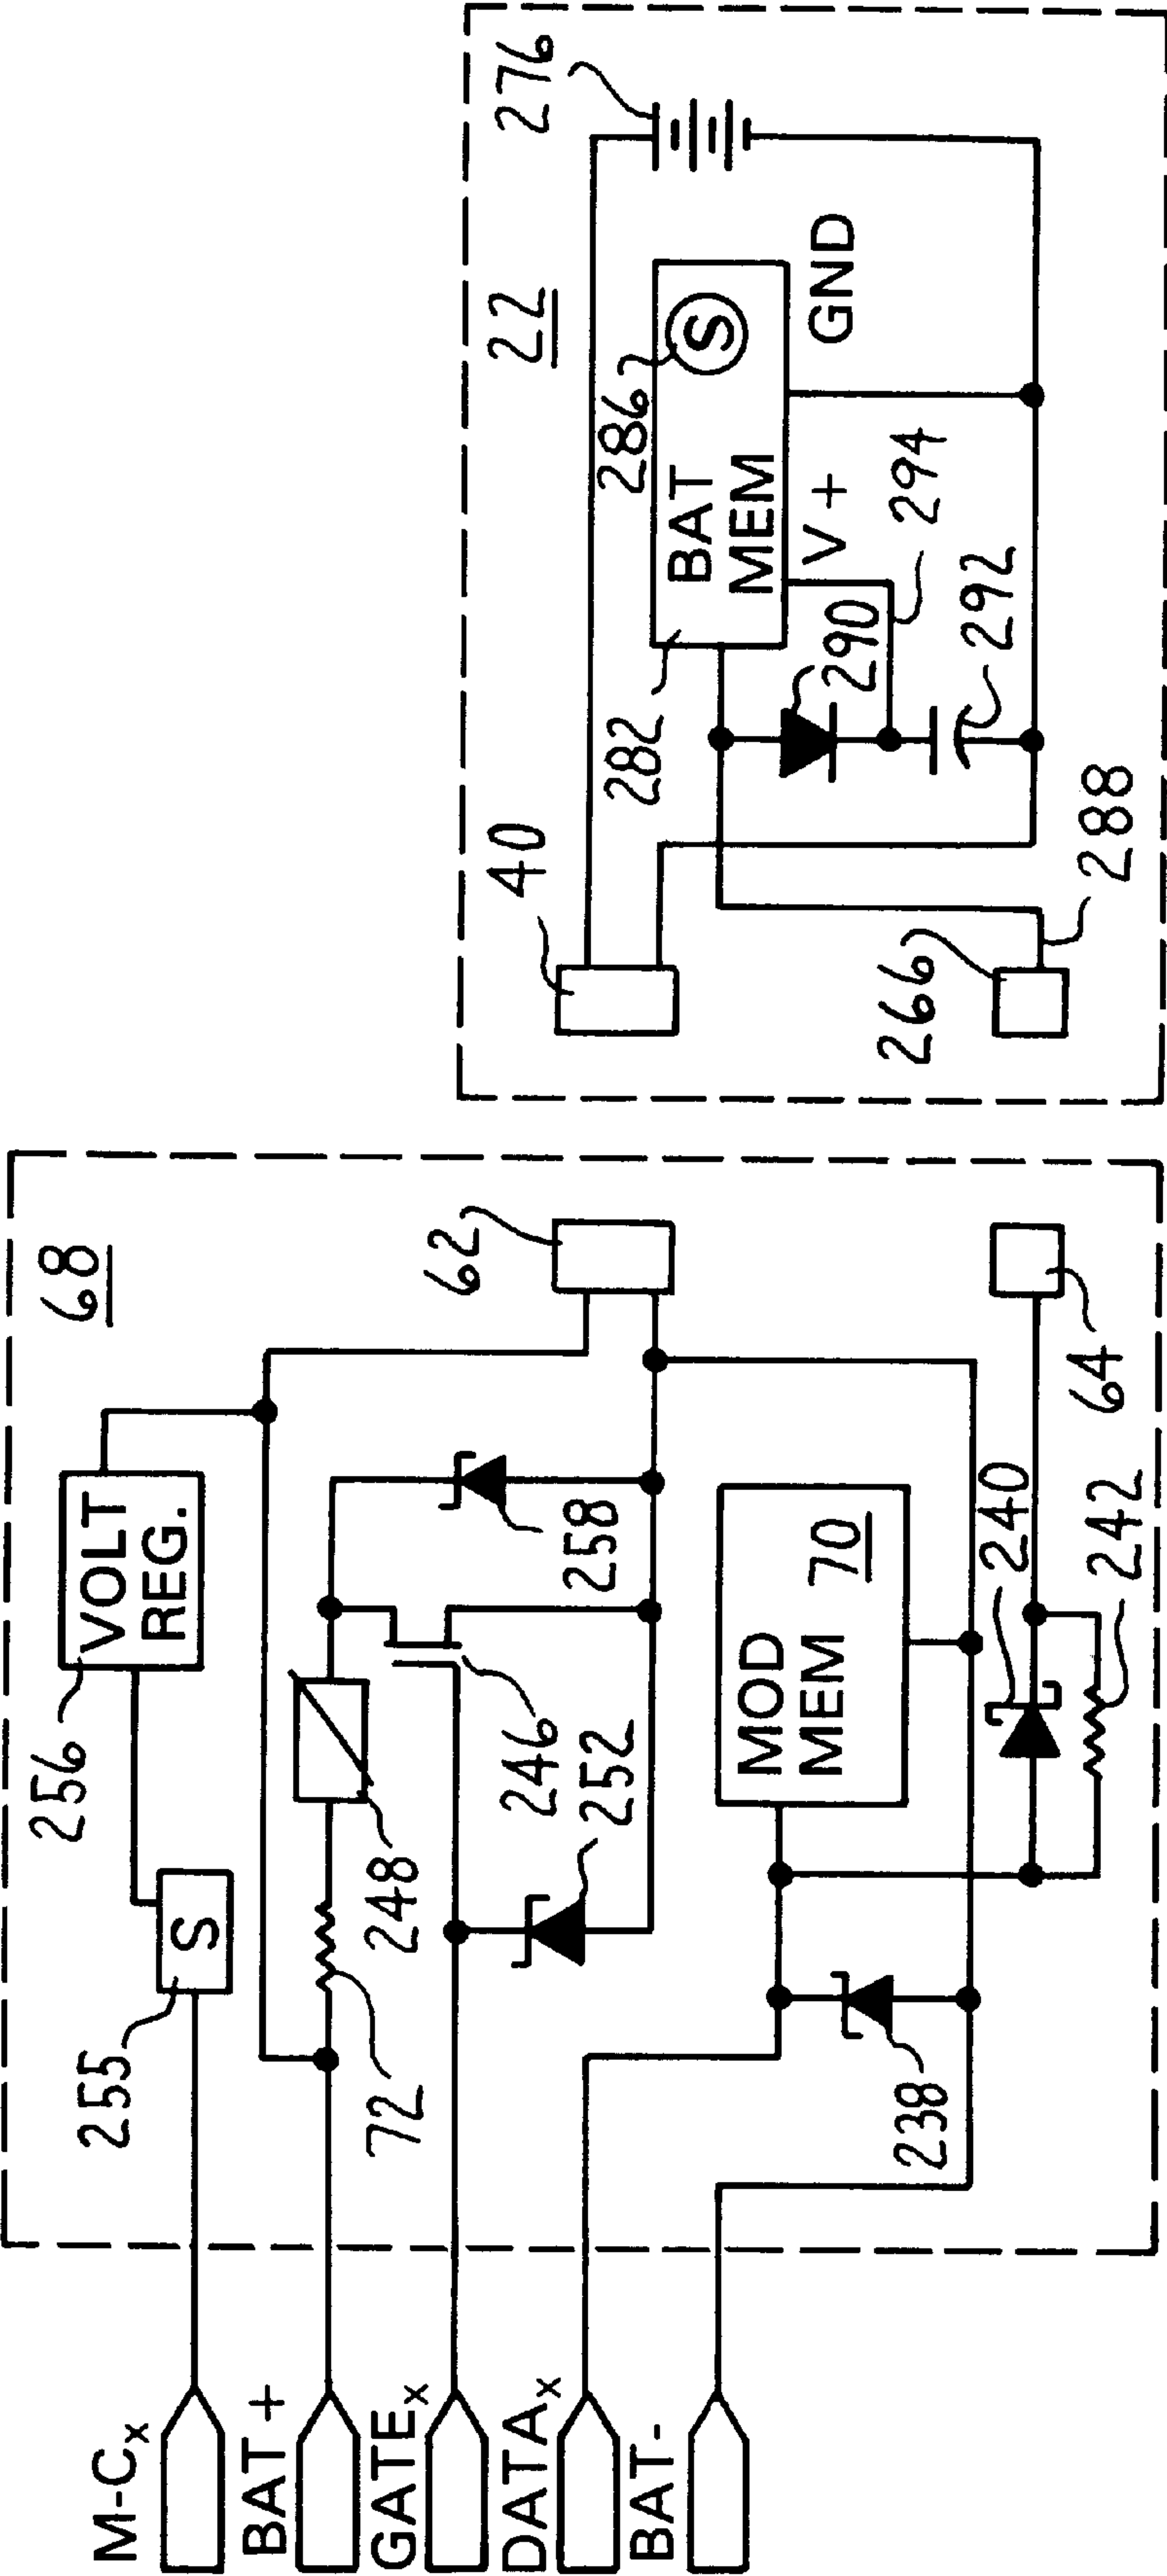 M-Cx
BAT+
GATEx
DATAx
BAT-
68
255
S
256
VOLT
REG.
72
248
246
252
258
62
MOD
MEM
70
238
240
242
64
22
40
276
282
286
BAT
MEM
S
V+
GND
290
294
292
266
288